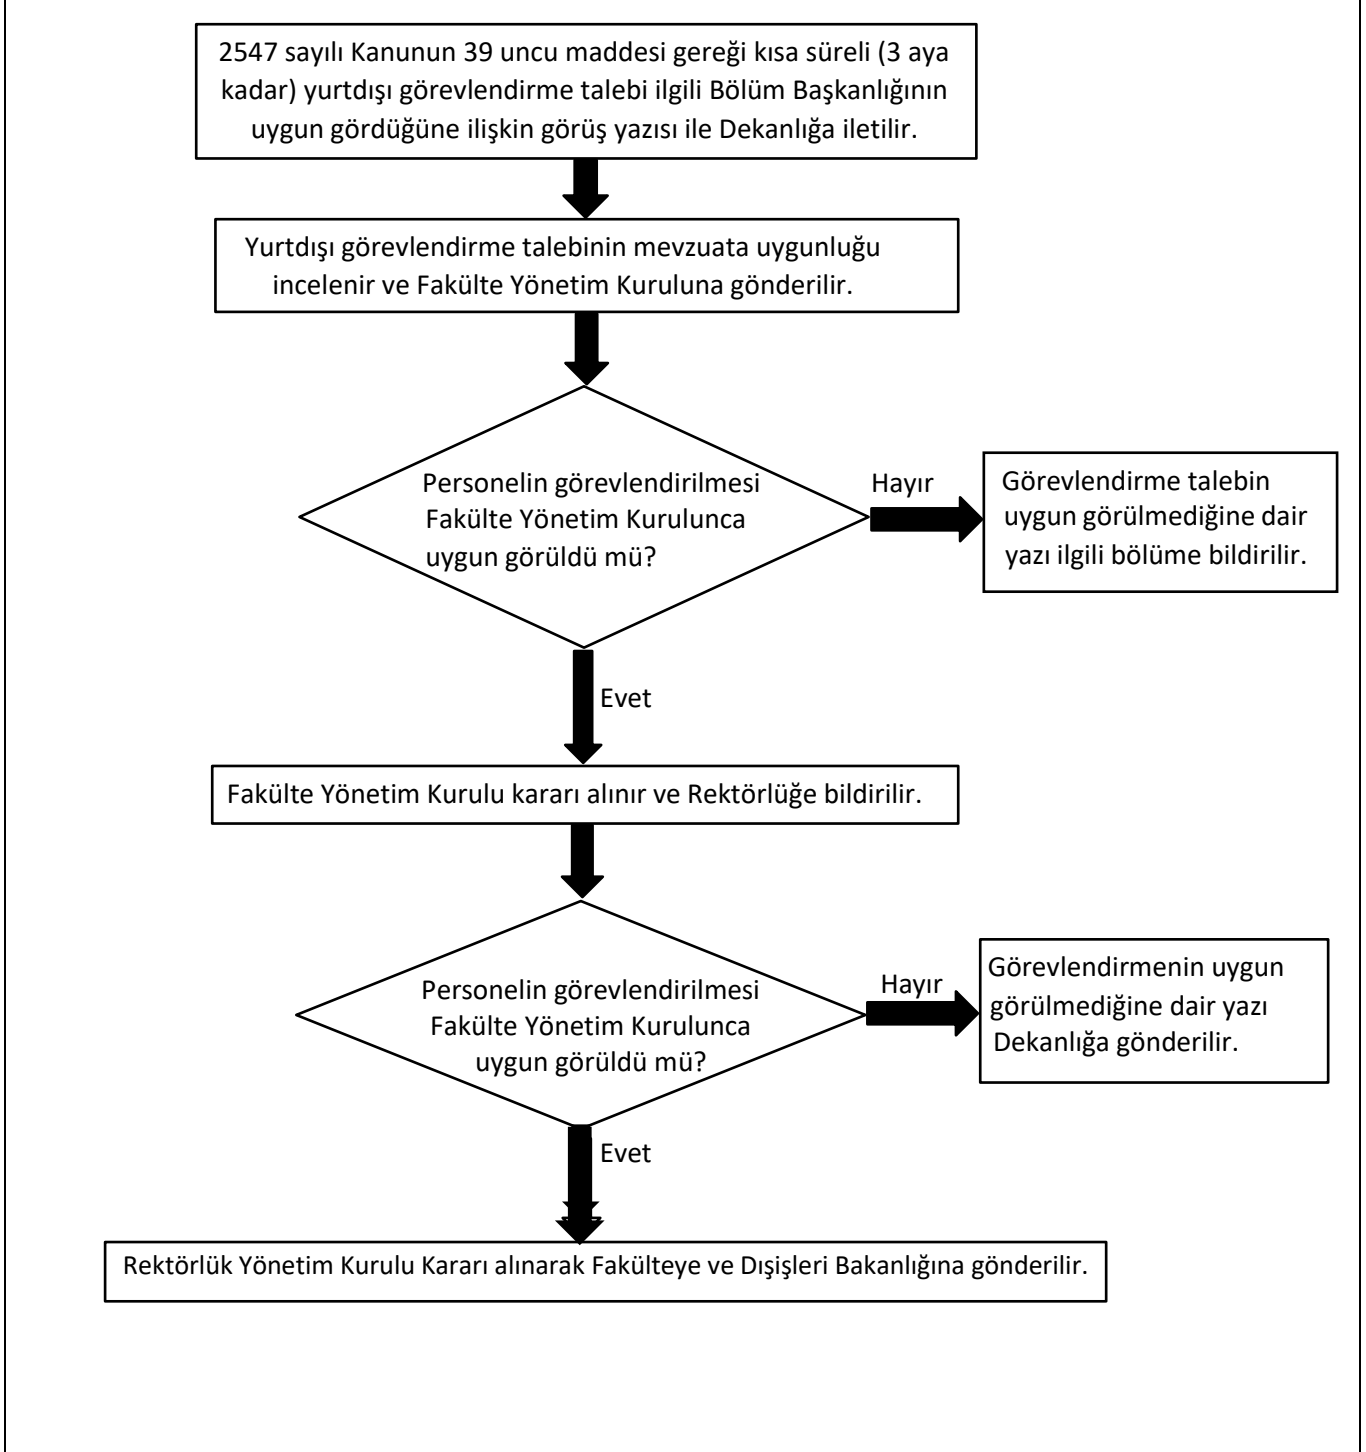 2547 sayılı Kanunun 39 uncu maddesi gereği kısa süreli (3 aya
kadar) yurtdışı görevlendirme talebi ilgili Bölüm Başkanlığının
uygun gördüğüne ilişkin görüş yazısı ile Dekanlığa iletilir.
Yurtdışı görevlendirme talebinin mevzuata uygunluğu
incelenir ve Fakülte Yönetim Kuruluna gönderilir.
Personelin görevlendirilmesi
Fakülte Yönetim Kurulunca
uygun görüldü mü?
Hayır
Görevlendirme talebin
uygun görülmediğine dair
yazı ilgili bölüme bildirilir.
Evet
Fakülte Yönetim Kurulu kararı alınır ve Rektörlüğe bildirilir.
Personelin görevlendirilmesi
Fakülte Yönetim Kurulunca
uygun görüldü mü?
Hayır
Görevlendirmenin uygun
görülmediğine dair yazı
Dekanlığa gönderilir.
Evet
Rektörlük Yönetim Kurulu Kararı alınarak Fakülteye ve Dışişleri Bakanlığına gönderilir.